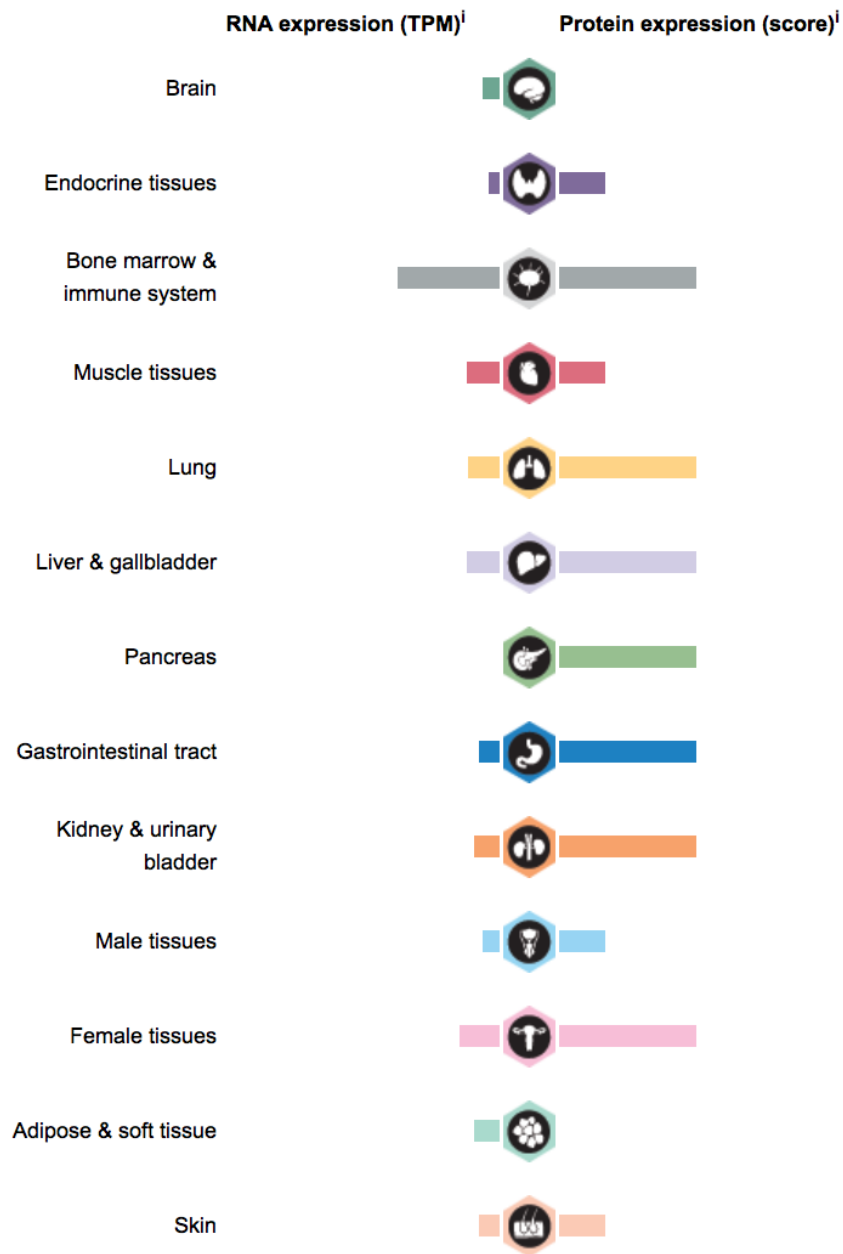 RNA expression (TPM)i Protein expression (score)i
Brain
Endocrine tissues
Bone marrow &
immune system
Muscle tissues
Lung
Liver & gallbladder
Pancreas
Gastrointestinal tract
Kidney & urinary
bladder
Male tissues
Female tissues
Adipose & soft tissue
Skin